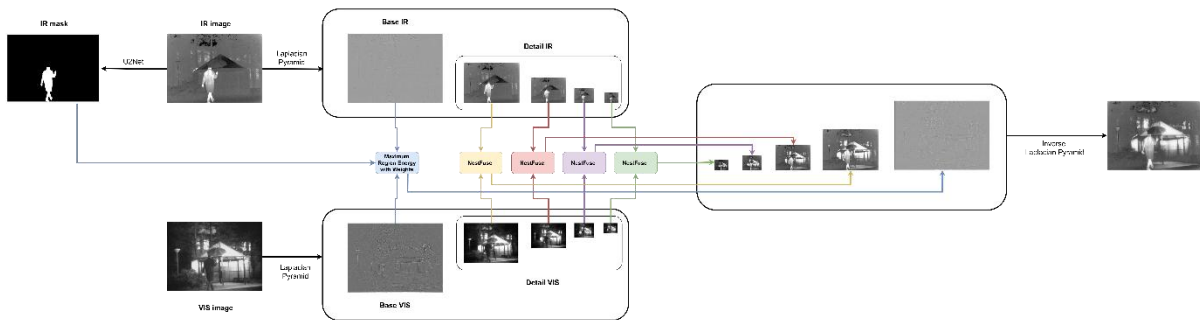 IR mask
IR image
Base IR
Detail IR
U2Net
Laplacian
Pyramid
Maximum
Region Energy
with Weights
NestFuse
NestFuse
NestFuse
NestFuse
Inverse
Laplacian Pyramid
Laplacian
Pyramid
VIS image
Base VIS
Detail VIS